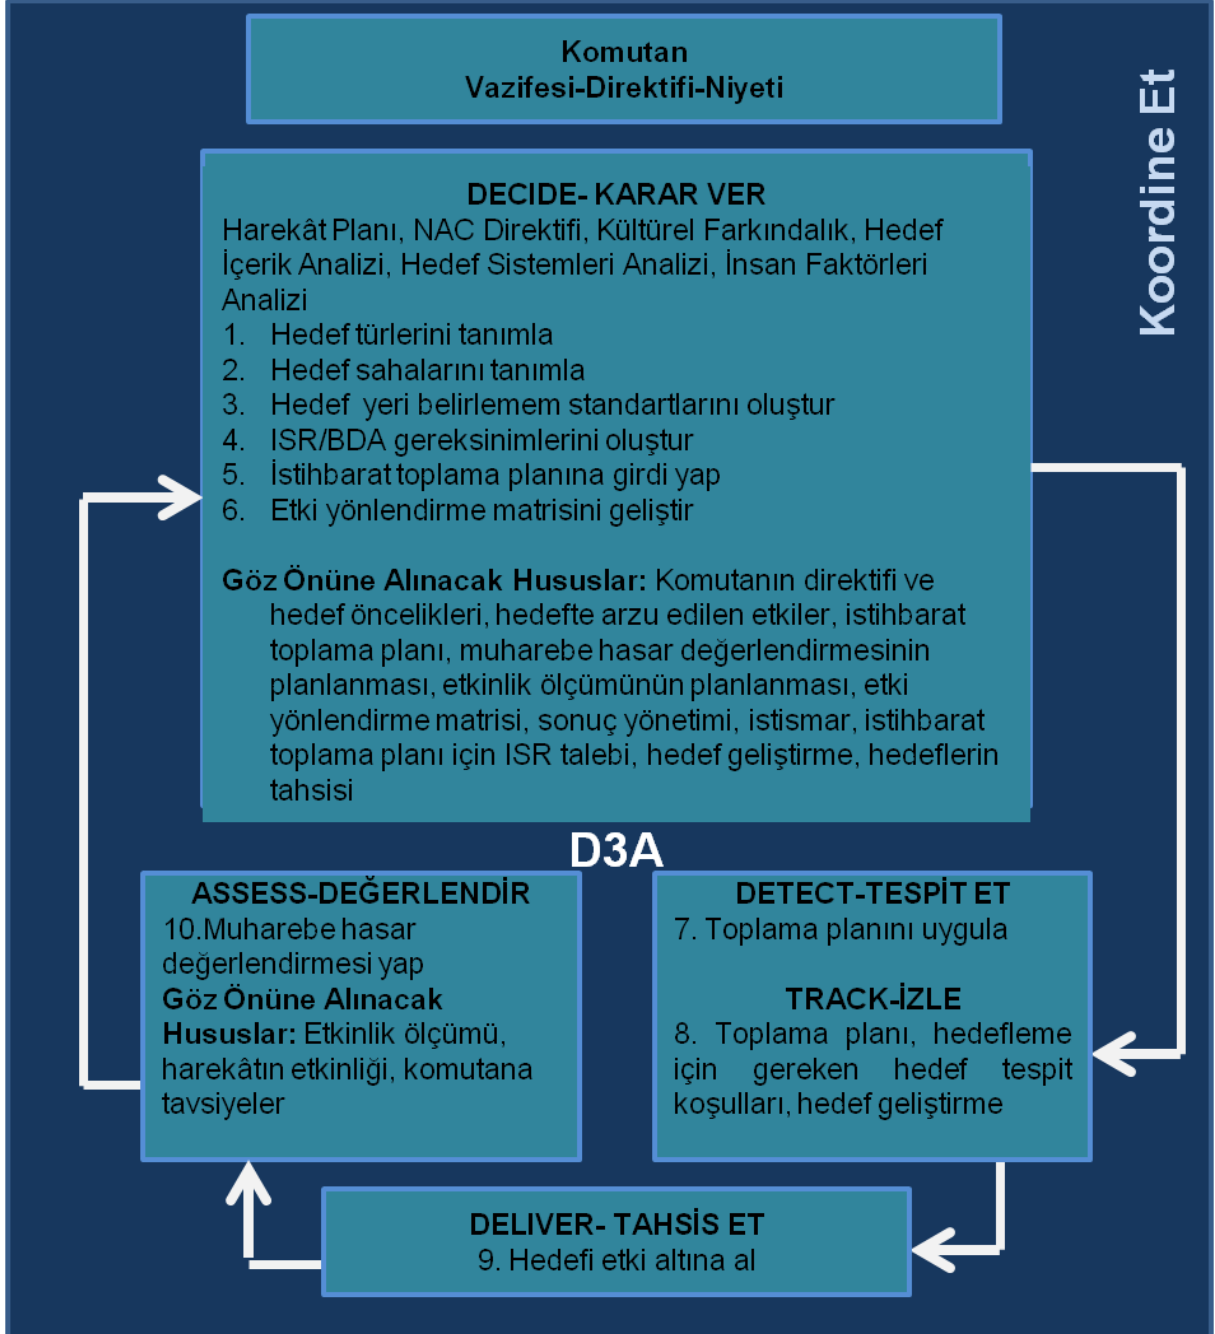 Komutan
Vazifesi-Direktifi-Niyeti
Koordine Et
DECIDE- KARAR VER
Harekât Planı, NAC Direktifi, Kültürel Farkındalık, Hedef
İçerik Analizi, Hedef Sistemleri Analizi, İnsan Faktörleri
Analizi
1. Hedef türlerini tanımla
2. Hedef sahalarını tanımla
3. Hedef yeri belirlemem standartlarını oluştur
4. ISR/BDA gereksinimlerini oluştur
5. İstihbarat toplama planına girdi yap
6. Etki yönlendirme matrisini geliştir
Göz Önüne Alınacak Hususlar: Komutanın direktifi ve
hedef öncelikleri, hedefte arzu edilen etkiler, istihbarat
toplama planı, muharebe hasar değerlendirmesinin
planlanması, etkinlik ölçümünün planlanması, etki
yönlendirme matrisi, sonuç yönetimi, istismar, istihbarat
toplama planı için ISR talebi, hedef geliştirme, hedeflerin
tahsisi
D3A
ASSESS-DEĞERLENDİR
10.Muharebe hasar
değerlendirmesi yap
Göz Önüne Alınacak
Hususlar: Etkinlik ölçümü,
harekâtın etkinliği, komutana
tavsiyeler
DETECT-TESPİT ET
7. Toplama planını uygula
TRACK-İZLE
8. Toplama planı, hedefleme
için gereken hedef tespit
koşulları, hedef geliştirme
DELIVER- TAHSİS ET
9. Hedefi etki altına al